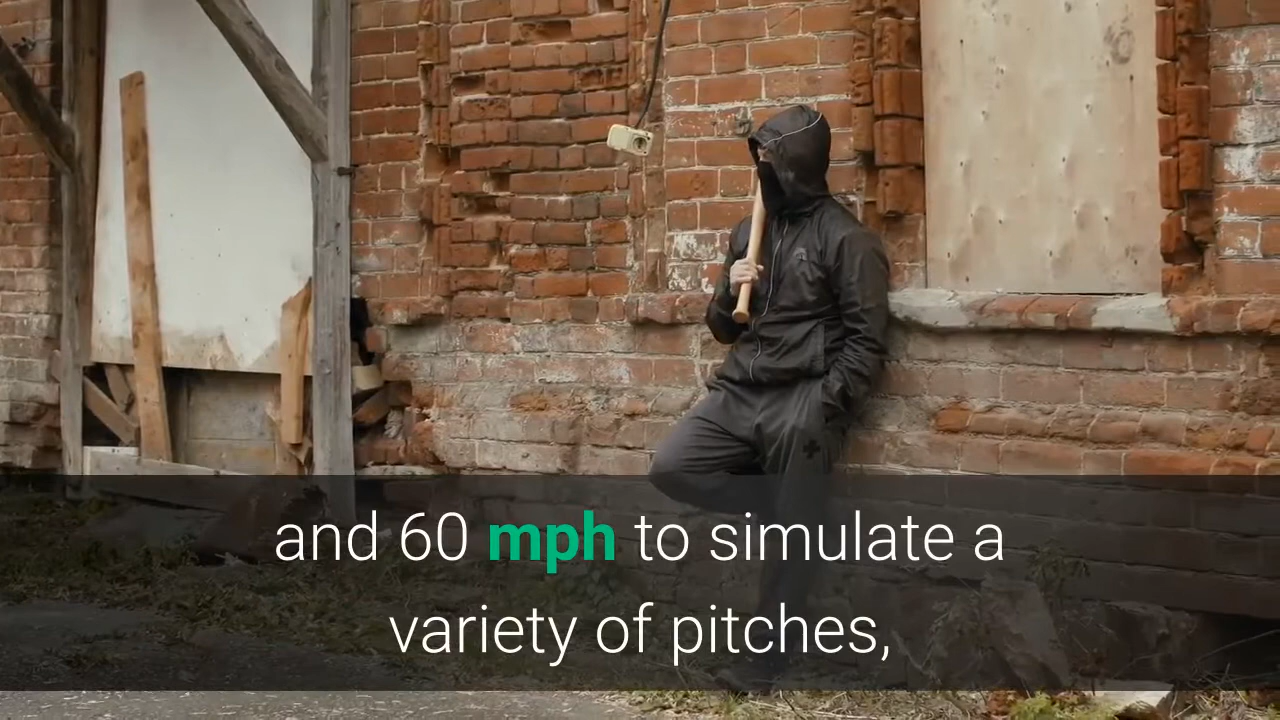 and 60 mph to simulate a
variety of pitches,